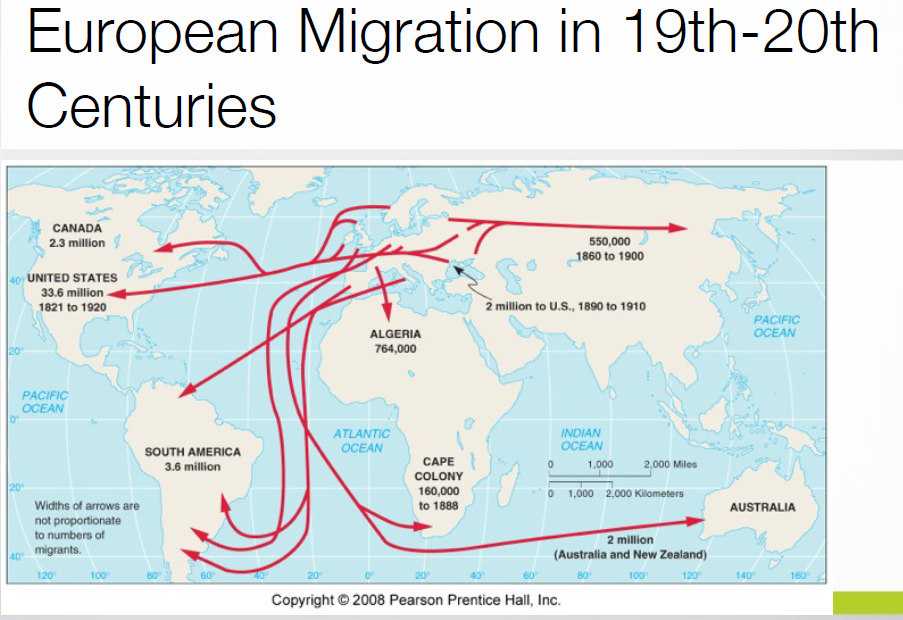 European Migration in 19th-20th
Centuries
CANADA
2.3 million
UNITED STATES
33.6 million
1821 to 1920
550,000
1860 to 1900
2 million to U.S., 1890 to 1910
ALGERIA
764,000
PACIFIC
OCEAN
PACIFIC
OCEAN
ATLANTIC
OCEAN
INDIAN
OCEAN
SOUTH AMERICA
3.6 million
CAPE
COLONY
160,000
to 1888
0 1,000 2,000 Miles
0 1,000 2,000 Kilometers
AUSTRALIA
2 million
(Australia and New Zealand)
Widths of arrows are
not proportionate
to numbers of
migrants.
40°
20°
0°
20°
40°
120° 100° 80° 60° 40° 20° 0° 20° 40° 60° 80° 100° 120° 140° 160°
Copyright © 2008 Pearson Prentice Hall, Inc.